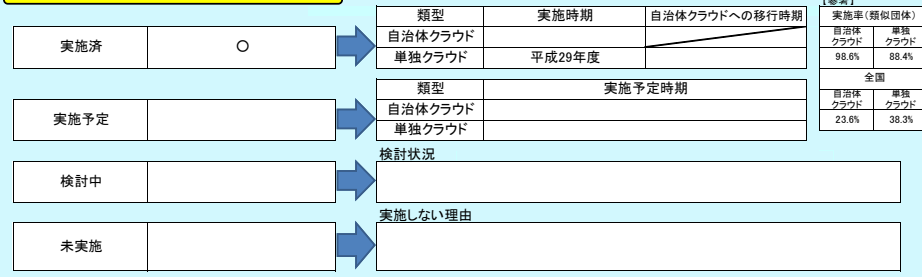 【参考】
類型 実施時期 自治体クラウドへの移行時期
実施済 ○
自治体クラウド
単独クラウド 平成29年度
実施率(類似団体)
自治体クラウド 単独クラウド
98.6% 88.4%
全国
自治体クラウド 単独クラウド
23.6% 38.3%
類型 実施予定時期
実施予定
自治体クラウド
単独クラウド
検討状況
検討中
実施しない理由
未実施